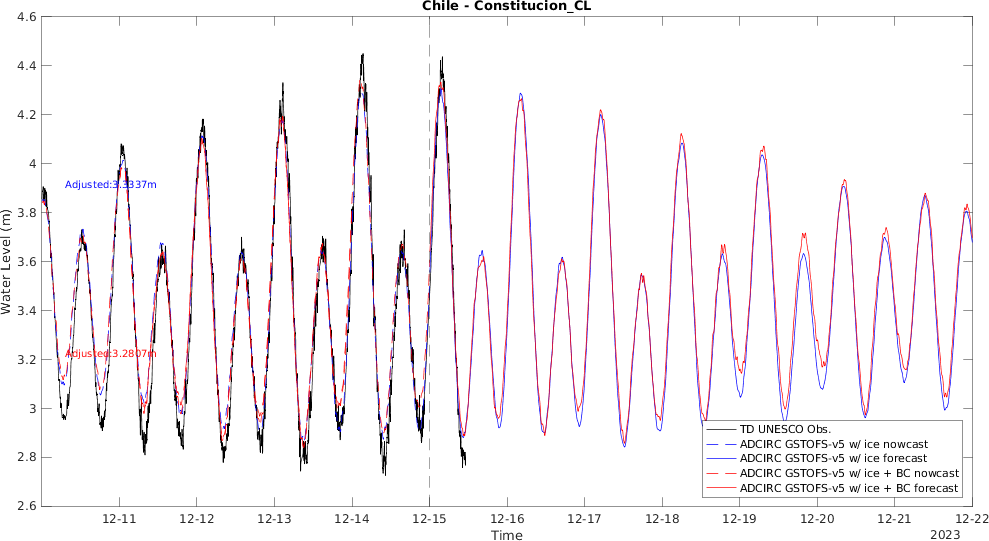 Chile - Constitucion_CL
4.6
4.4
4.2
4
3.8
3.6
3.4
3.2
3
2.8
2.6
Water Level (m)
Adjusted:3.3337m
Adjusted:3.2807m
TD UNESCO Obs.
ADCIRC GSTOFS-v5 w/ ice nowcast
ADCIRC GSTOFS-v5 w/ ice forecast
ADCIRC GSTOFS-v5 w/ ice + BC nowcast
ADCIRC GSTOFS-v5 w/ ice + BC forecast
12-11 12-12 12-13 12-14 12-15 12-16 12-17 12-18 12-19 12-20 12-21 12-22
Time
2023